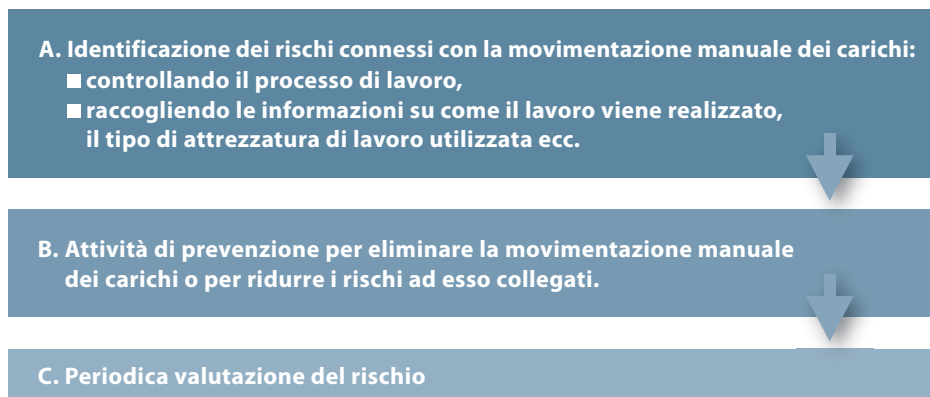 A. Identificazione dei rischi connessi con la movimentazione manuale dei carichi:
controllando il processo di lavoro,
raccogliendo le informazioni su come il lavoro viene realizzato,
il tipo di attrezzatura di lavoro utilizzata ecc.
B. Attività di prevenzione per eliminare la movimentazione manuale
dei carichi o per ridurre i rischi ad esso collegati.
C. Periodica valutazione del rischio